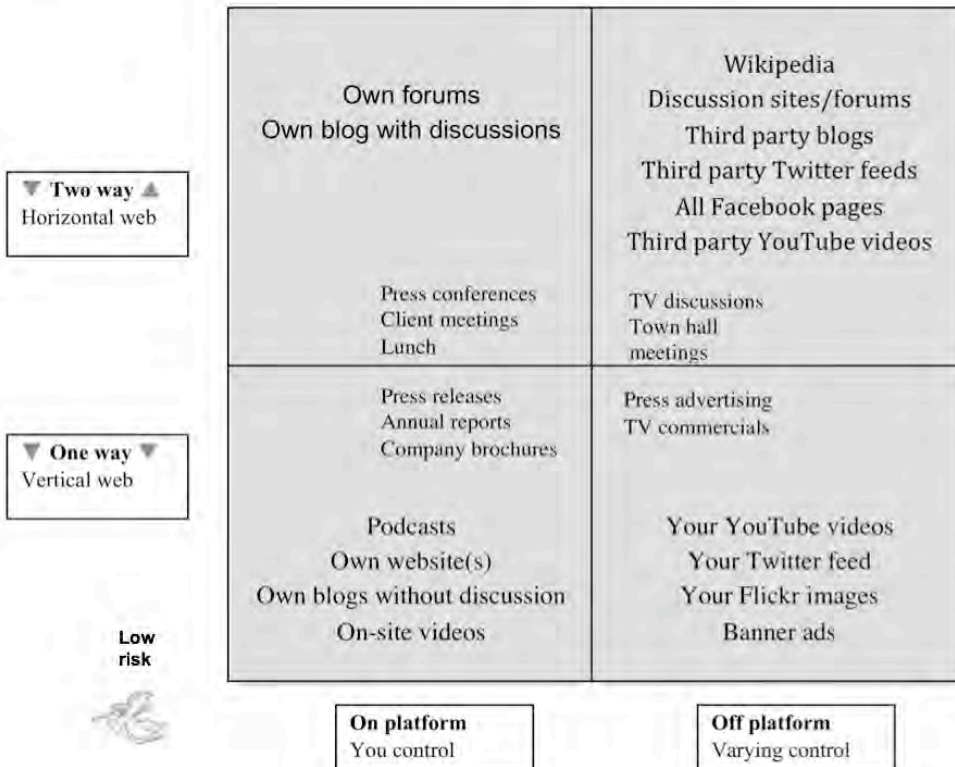 Own forums
Own blog with discussions
Wikipedia
Discussion sites/forums
Third party blogs
Third party Twitter feeds
All Facebook pages
Third party YouTube videos
Two way
Horizontal web
Press conferences
Client meetings
Lunch
TV discussions
Town hall
meetings
Press releases
Annual reports
Company brochures
Press advertising
TV commercials
One way
Vertical web
Podcasts
Own website(s)
Own blogs without discussion
On-site videos
Your YouTube videos
Your Twitter feed
Your Flickr images
Banner ads
Low
risk
On platform
You control
Off platform
Varying control